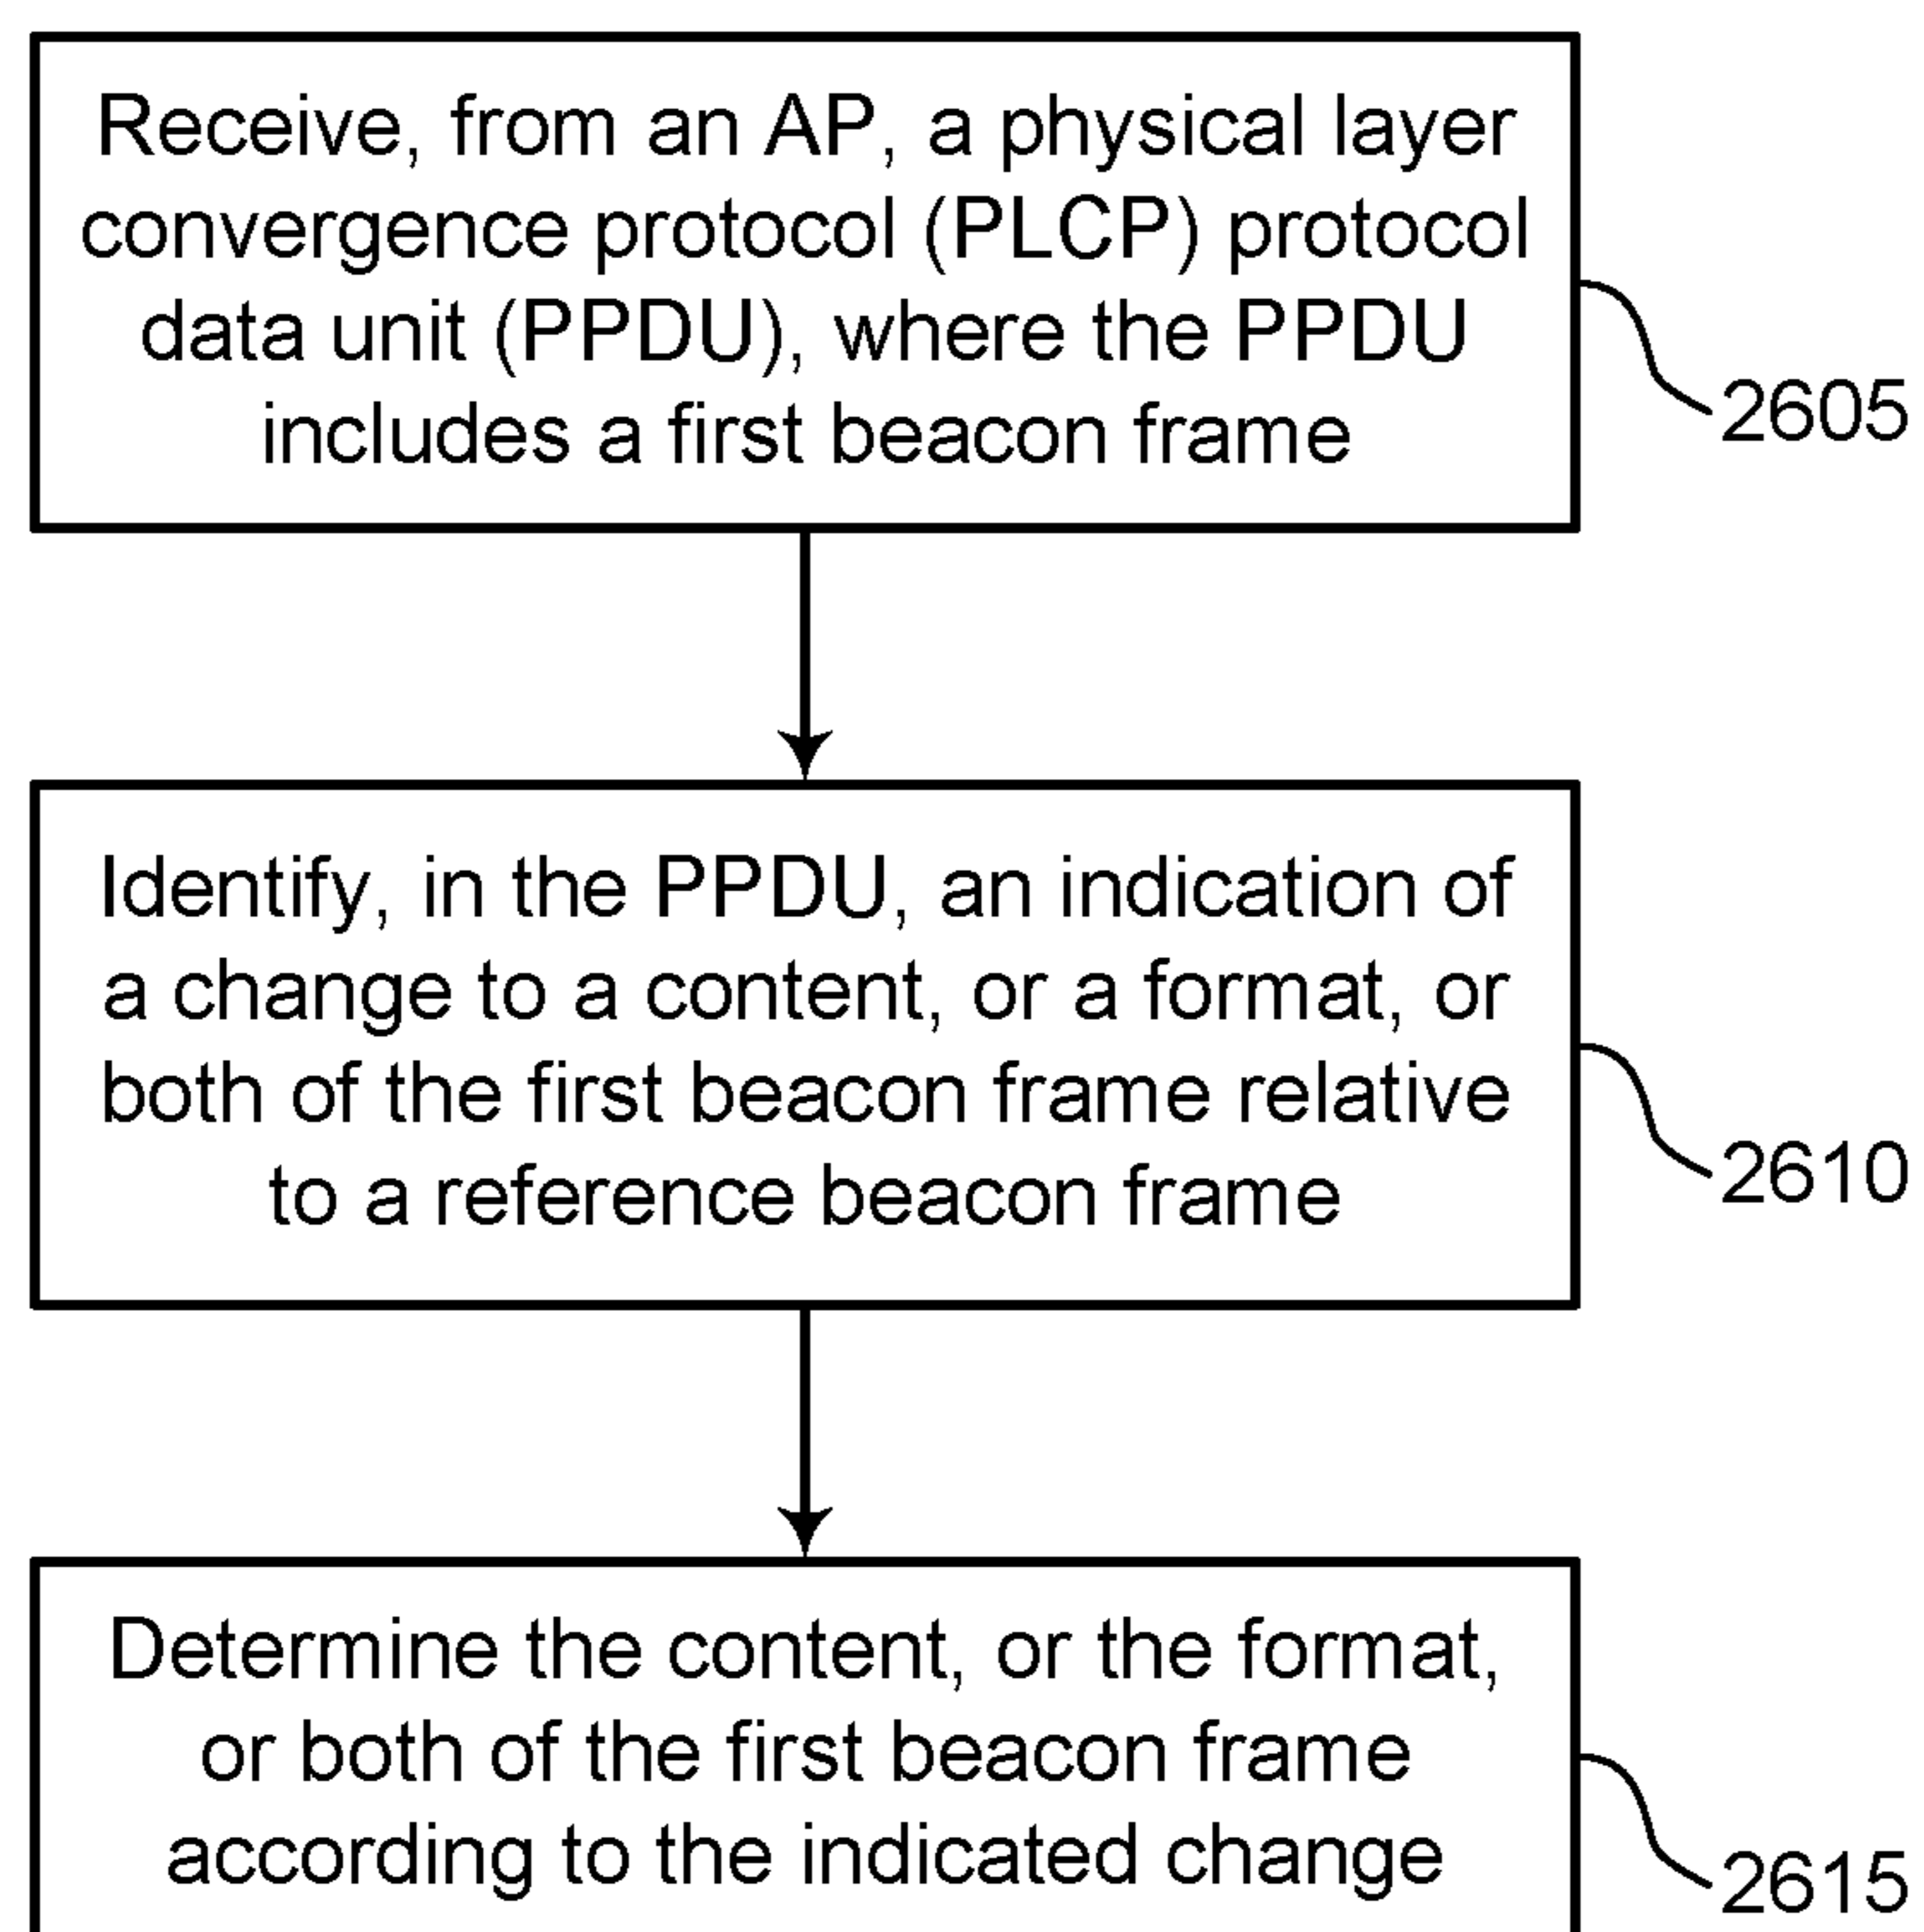 Receive, from an AP, a physical layer
convergence protocol (PLCP) protocol
data unit (PPDU), where the PPDU
includes a first beacon frame
2605
Identify, in the PPDU, an indication of
a change to a content, or a format, or
both of the first beacon frame relative
to a reference beacon frame
2610
Determine the content, or the format,
or both of the first beacon frame
according to the indicated change
2615